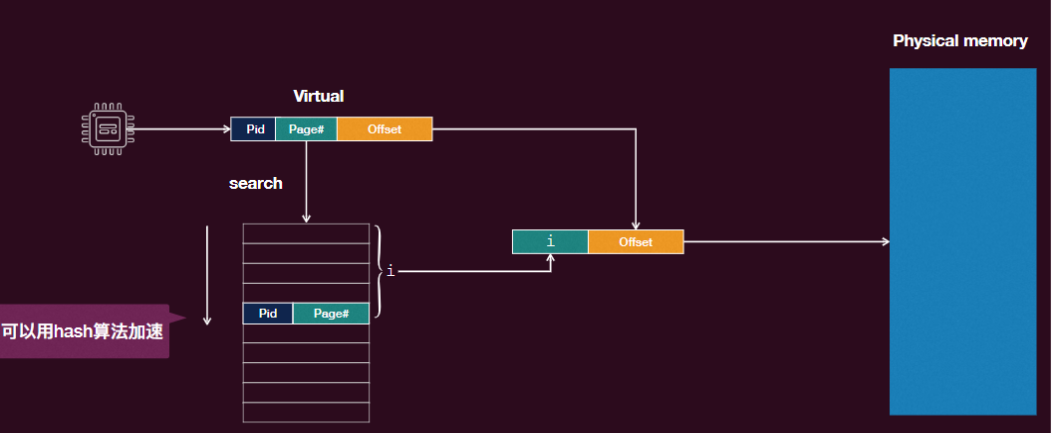 Physical memory
Virtual
Pid Page# Offset
search
i Offset
i
Pid Page#
可以用hash算法加速